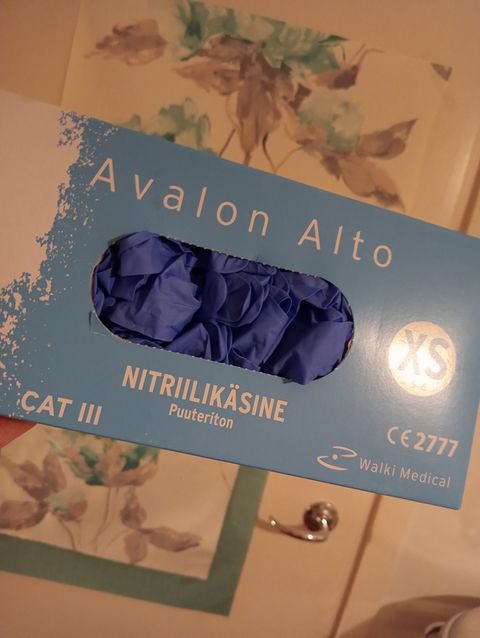 Avalon Alto
XS
NITRIILIKÄSINE
Puuteriton
CAT III
CE 2777
Walki Medical